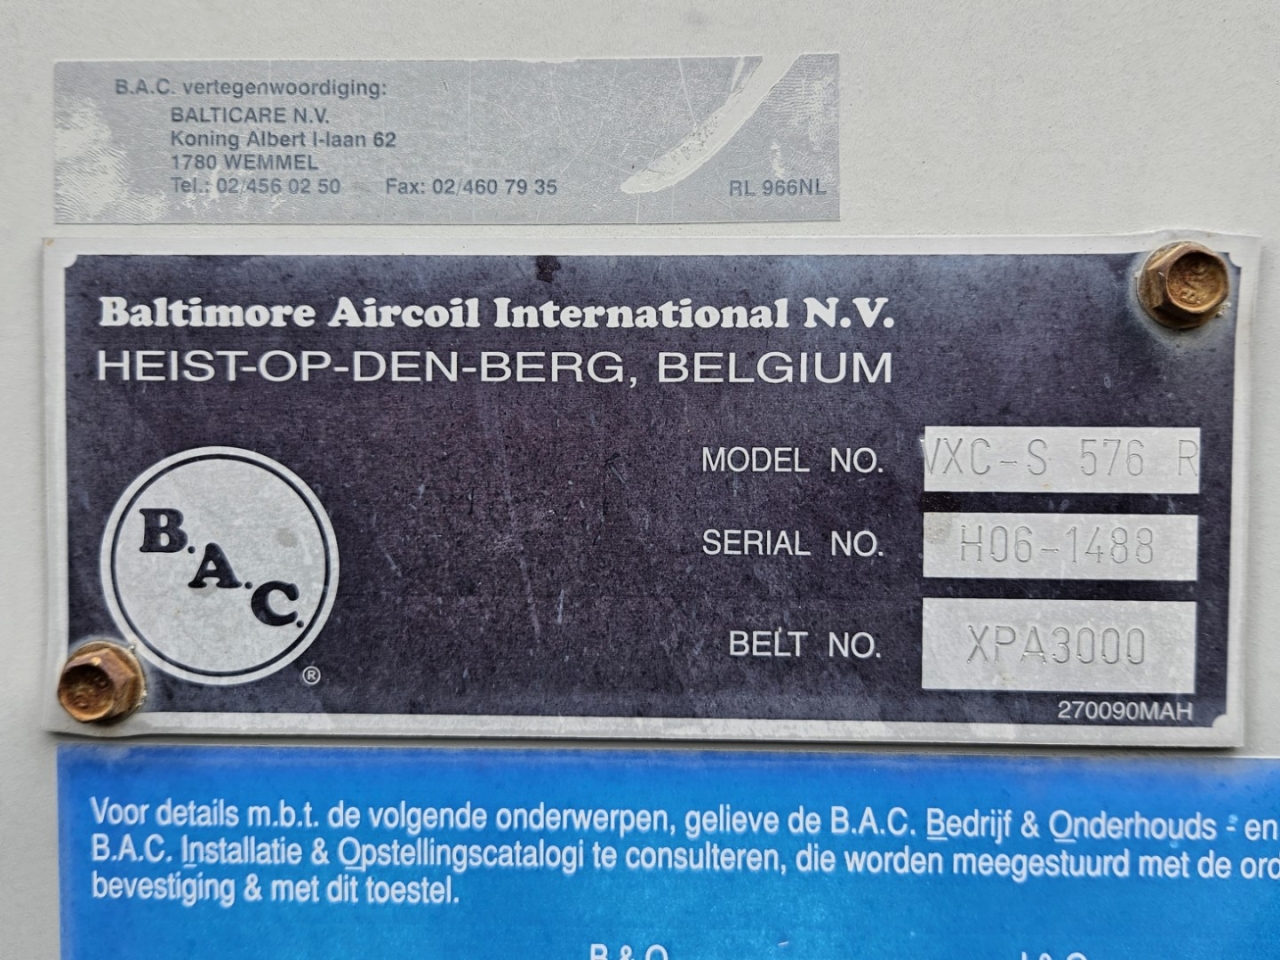 B.A.C. vertegenwoordiging:
BALTICARE N.V.
Koning Albert I-laan 62
1780 WEMMEL
Tel.: 02/456 02 50 Fax: 02/460 79 35 RL 966NL
Baltimore Aircoil International N.V.
HEIST-OP-DEN-BERG, BELGIUM
MODEL NO. VXC-S 576 R
SERIAL NO. H06-1488
BELT NO. XPA3000
B.A.C. ®
270090MAH
Voor details m.b.t. de volgende onderwerpen, gelieve de B.A.C. Bedrijf & Onderhouds - en
B.A.C. Installatie & Opstellingscatalogi te consulteren, die worden meegestuurd met de
bevestiging & met dit toestel.